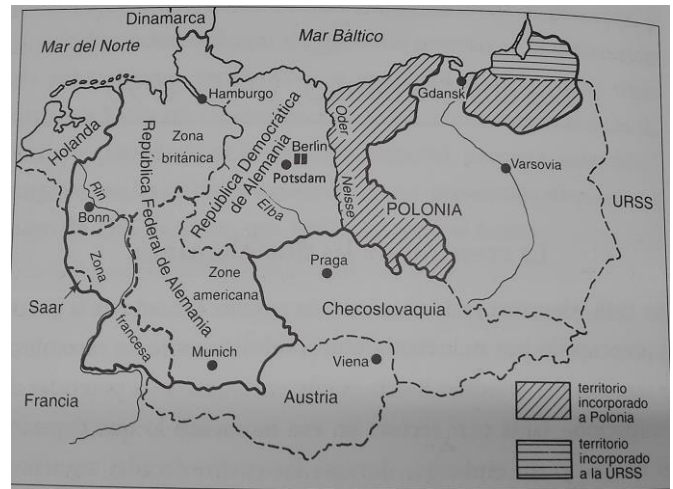 Dinamarca
Mar del Norte
Mar Báltico
Hamburgo
Gdansk
Holanda
Zona
británica
República Federal de Alemania
República Democrática
de Alemania
Berlin
Potsdam
Oder
Neisse
Varsovia
URSS
POLONIA
Rin
Bonn
Elba
Praga
Zone
americana
Zona
francesa
Saar
Checoslovaquia
Munich
Viena
Francia
Austria
territorio
incorporado
a Polonia
territorio
incorporado
a la URSS